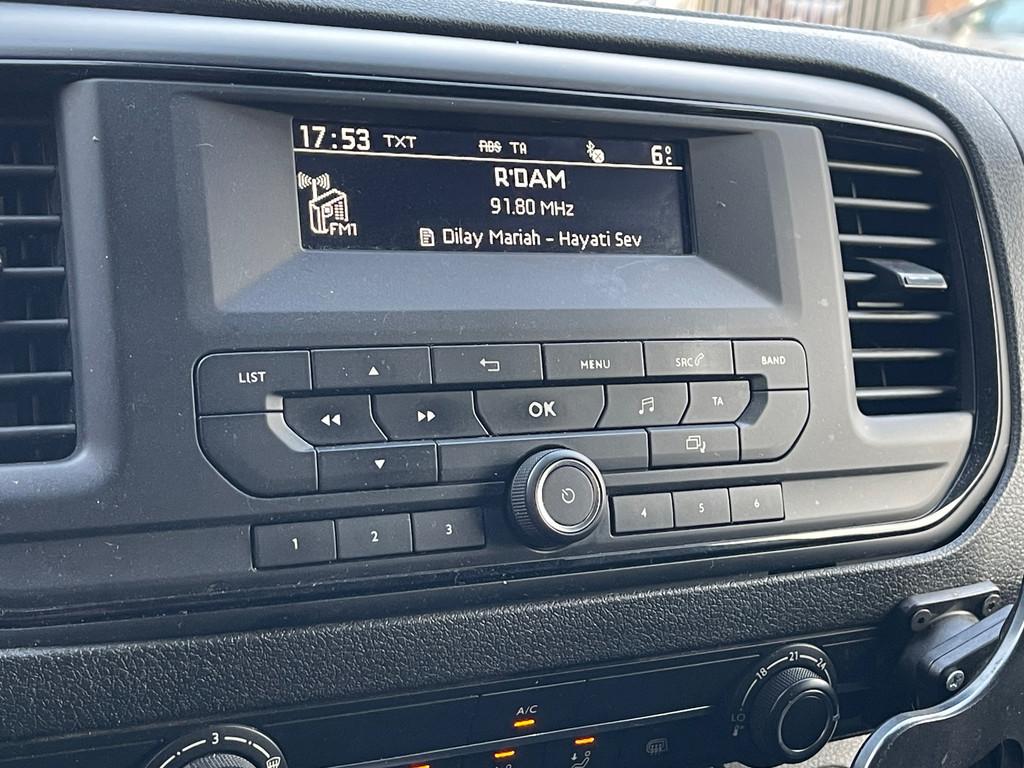 17:53 TXT RDS TA 6°C
R'DAM
91.80 MHz
FM1 Dilay Mariah - Hayati Sev
LIST MENU SRC BAND
OK TA
1 2 3 4 5 6
18 21 24
A/C
LO
3